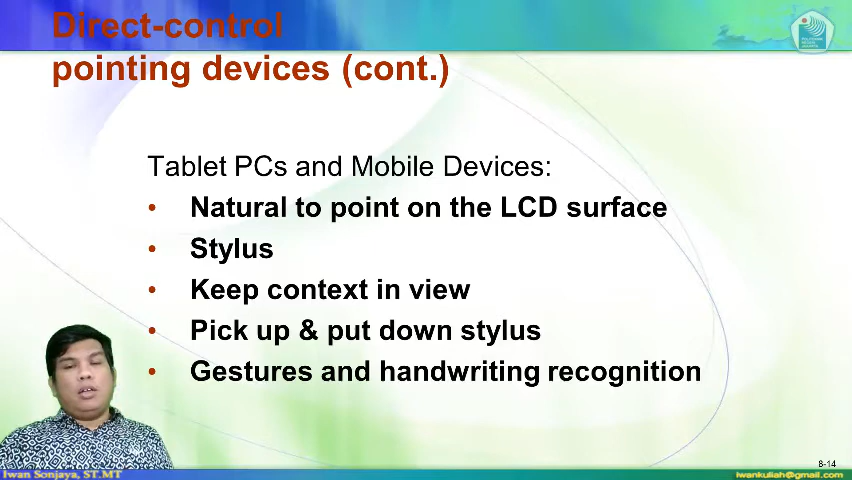 Direct-control
pointing devices (cont.)
Tablet PCs and Mobile Devices:
• Natural to point on the LCD surface
• Stylus
• Keep context in view
• Pick up & put down stylus
• Gestures and handwriting recognition
8-14
Iwan Sonjaya, ST.MT
iwankuliah@gmail.com